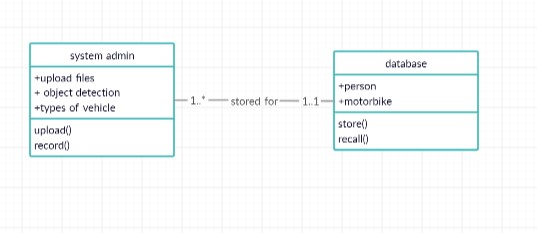 system admin
+upload files
+ object detection
+types of vehicle
upload()
record()
1..* stored for 1..1
database
+person
+motorbike
store()
recall()